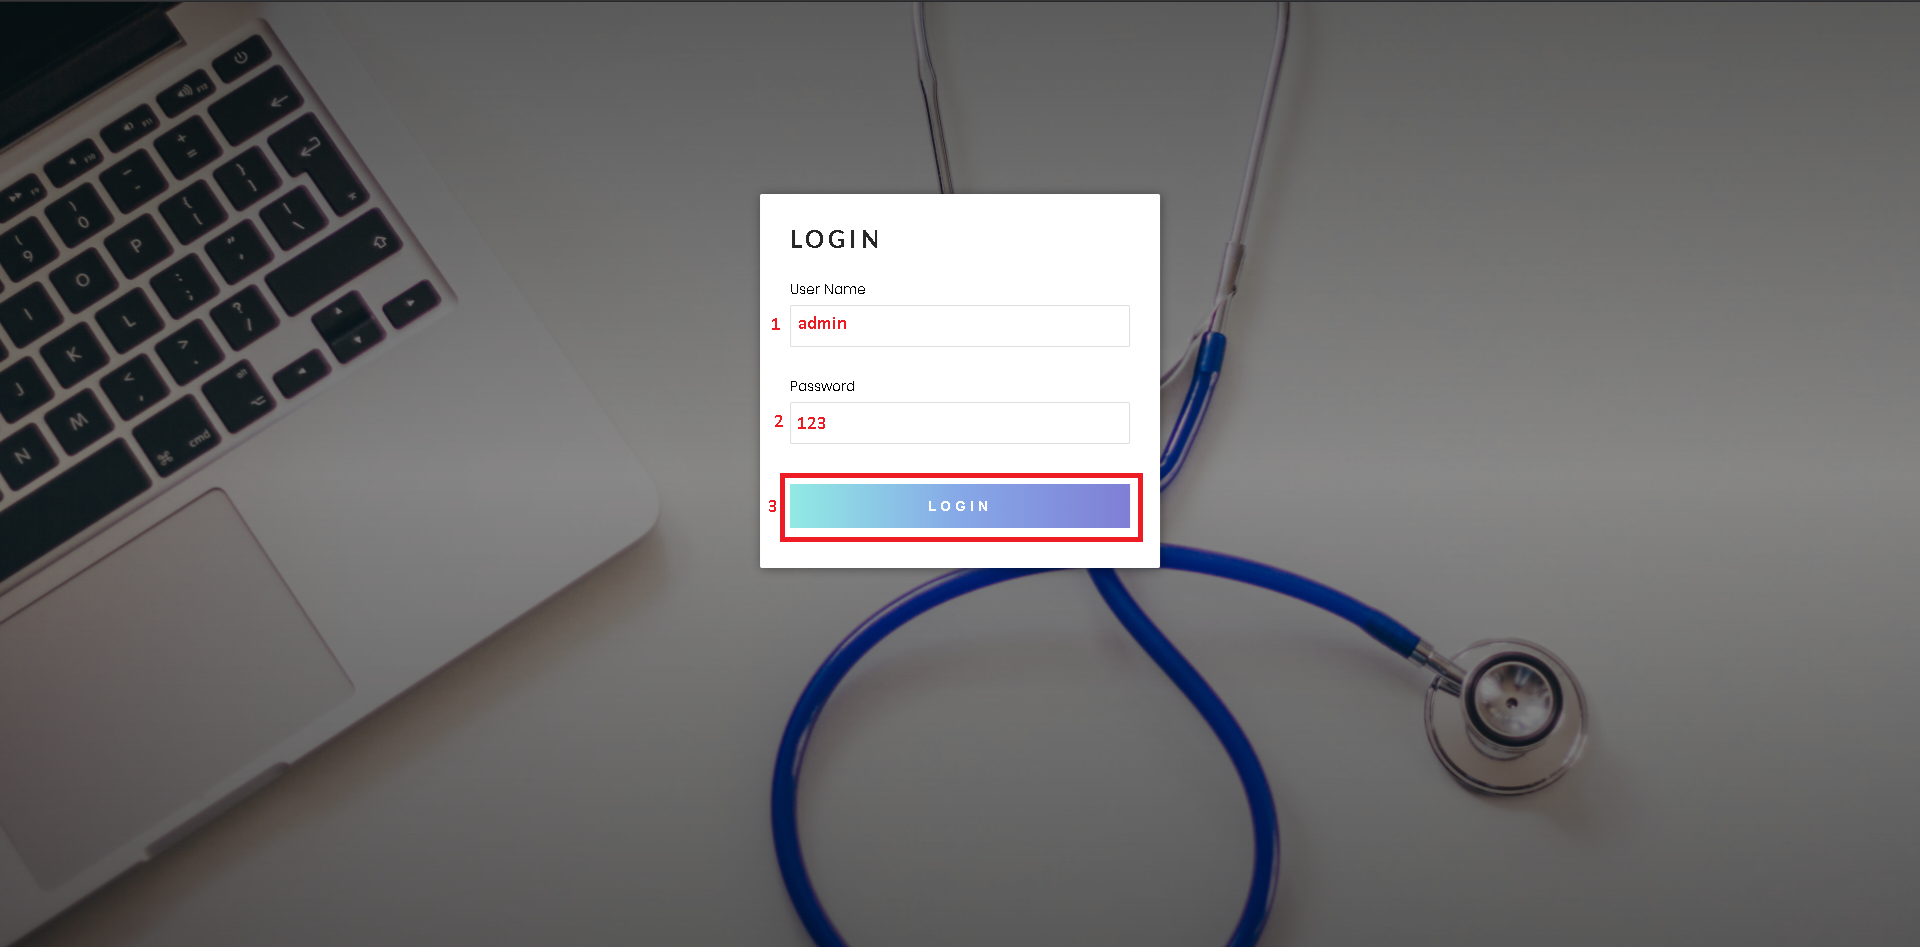 LOGIN
User Name
1 admin
Password
2 123
3 LOGIN